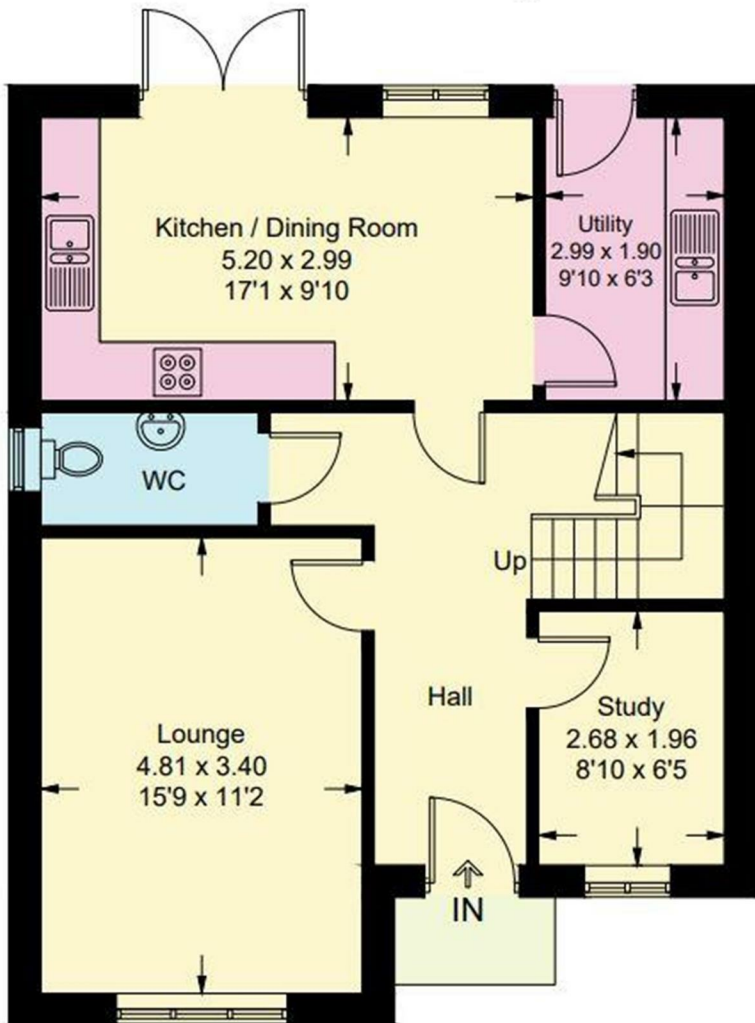 Kitchen / Dining Room
5.20 x 2.99
17'1 x 9'10
Utility
2.99 x 1.90
9'10 x 6'3
WC
Up
Lounge
4.81 x 3.40
15'9 x 11'2
Hall
Study
2.68 x 1.96
8'10 x 6'5
IN